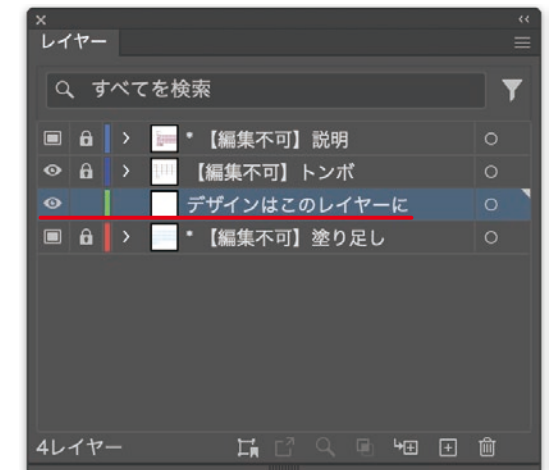 レイヤー
すべてを検索
* 【編集不可】説明
【編集不可】トンボ
デザインはこのレイヤーに
* 【編集不可】塗り足し
4レイヤー